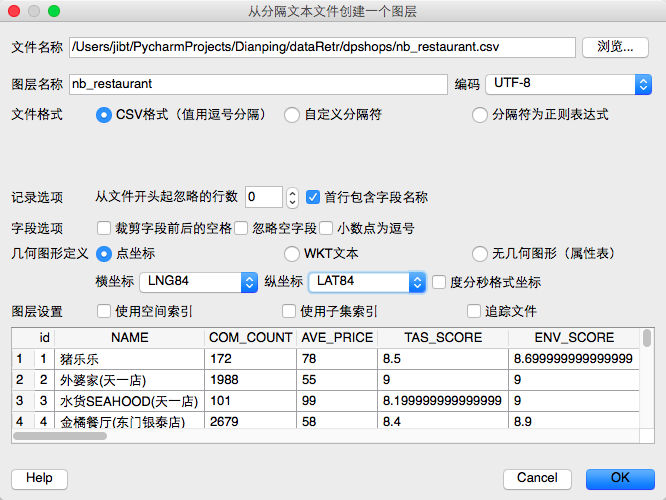 从分隔文本文件创建一个图层
文件名称 /Users/jibt/PycharmProjects/Dianping/dataRetr/dpshops/nb_restaurant.csv 浏览...
图层名称 nb_restaurant 编码 UTF-8
文件格式 CSV格式（值用逗号分隔） 自定义分隔符 分隔符为正则表达式
记录选项 从文件开头起忽略的行数 0 首行包含字段名称
字段选项 裁剪字段前后的空格 忽略空字段 小数点为逗号
几何图形定义 点坐标 WKT文本 无几何图形（属性表）
横坐标 LNG84 纵坐标 LAT84 度分秒格式坐标
图层设置 使用空间索引 使用子集索引 追踪文件
id NAME COM_COUNT AVE_PRICE TAS_SCORE ENV_SCORE
1 1 猪乐乐 172 78 8.5 8.699999999999999
2 2 外婆家(天一店) 1988 55 9 9
3 3 水货SEAHOOD(天一店) 101 99 8.199999999999999 9
4 4 金橘餐厅(东门银泰店) 2679 58 8.4 8.9
Help Cancel OK